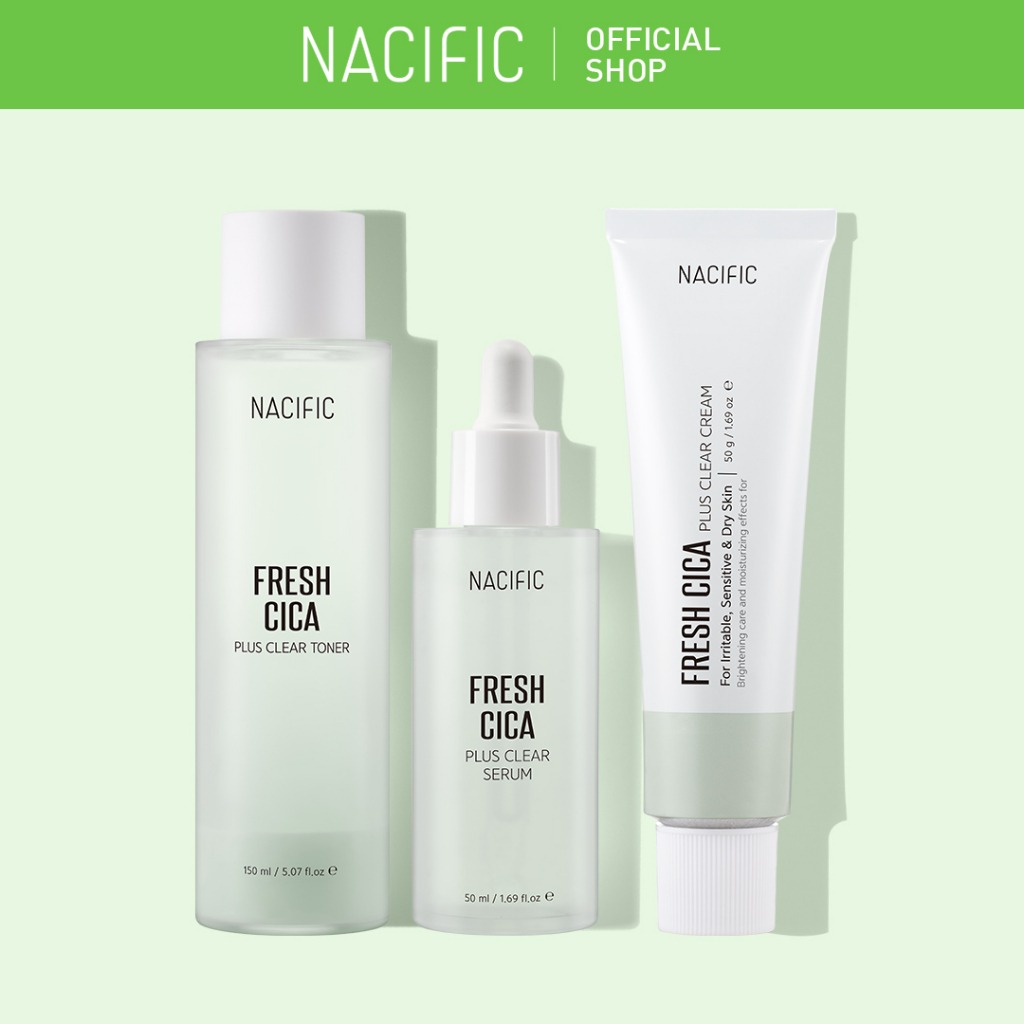 NACIFIC
OFFICIAL
SHOP
NACIFIC
FRESH
CICA
PLUS CLEAR TONER
150 ml / 5.07 fl.oz ℮
NACIFIC
FRESH
CICA
PLUS CLEAR
SERUM
50 ml / 1.69 fl.oz ℮
NACIFIC
FRESH CICA PLUS CLEAR CREAM
For Irritable, Sensitive & Dry Skin | 50 g / 1.69 oz ℮
Brightening care and moisturizing effects for